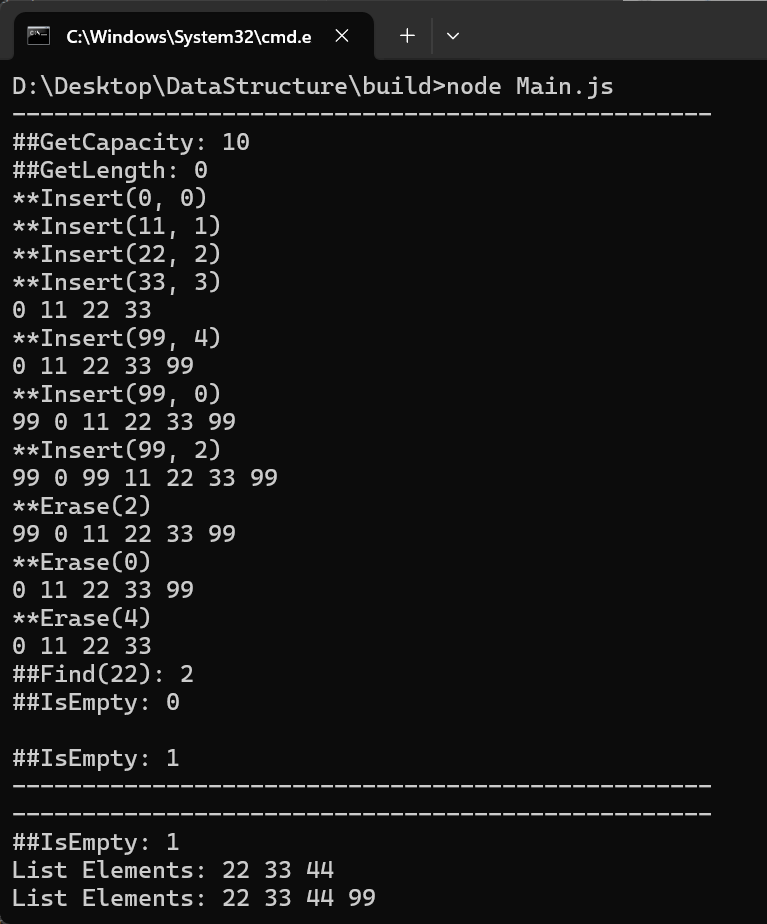 C:\Windows\System32\cmd.e
D:\Desktop\DataStructure\build>node Main.js
--------------------------------------------------
##GetCapacity: 10
##GetLength: 0
**Insert(0, 0)
**Insert(11, 1)
**Insert(22, 2)
**Insert(33, 3)
0 11 22 33
**Insert(99, 4)
0 11 22 33 99
**Insert(99, 0)
99 0 11 22 33 99
**Insert(99, 2)
99 0 99 11 22 33 99
**Erase(2)
99 0 11 22 33 99
**Erase(0)
0 11 22 33 99
**Erase(4)
0 11 22 33
##Find(22): 2
##IsEmpty: 0

##IsEmpty: 1
--------------------------------------------------
--------------------------------------------------
##IsEmpty: 1
List Elements: 22 33 44
List Elements: 22 33 44 99